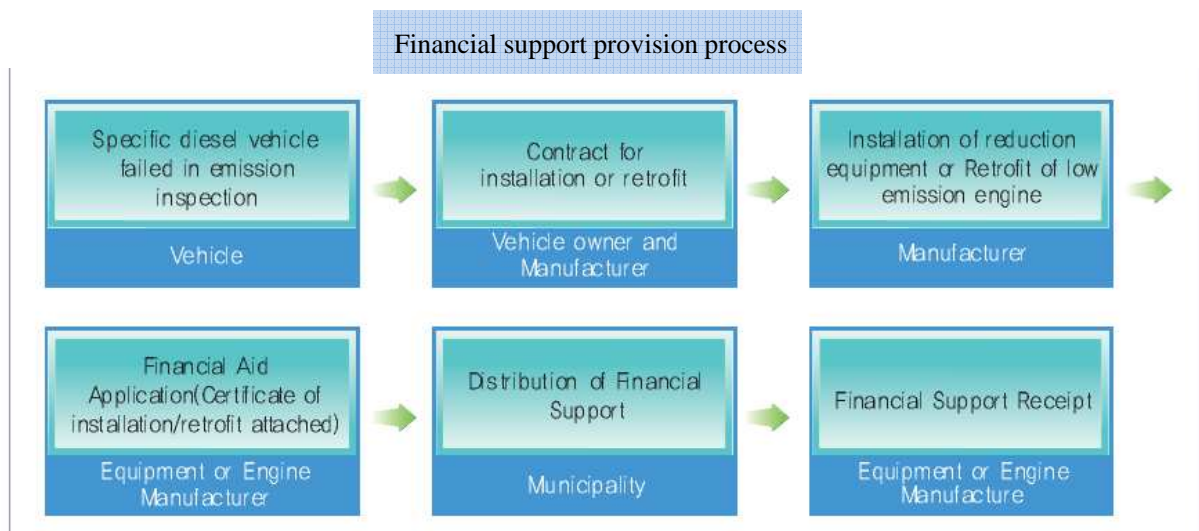 Financial support provision process
Specific diesel vehicle
failed in emission
inspection
Vehicle
Contract for
installation or retrofit
Vehicle owner and
Manufacturer
Installation of reduction
equipment or Retrofit of low
emission engine
Manufacturer
Financial Aid
Application(Certificate of
installation/retrofit attached)
Equipment or Engine
Manufacturer
Distribution of Financial
Support
Municipality
Financial Support Receipt
Equipment or Engine
Manufacture